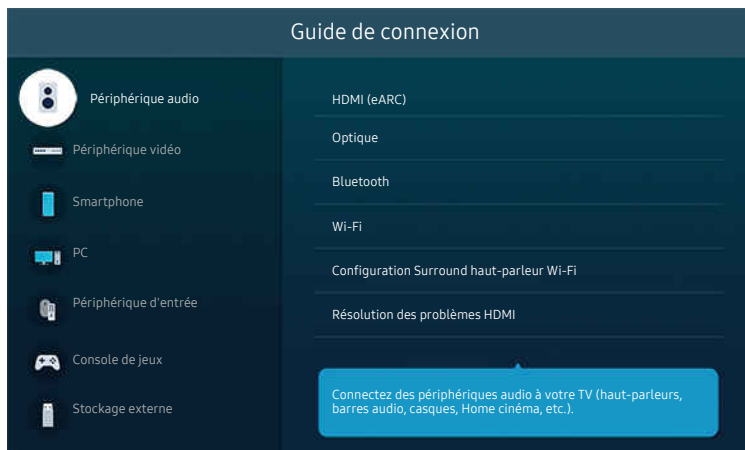 Guide de connexion
Périphérique audio
Périphérique vidéo
Smartphone
PC
Périphérique d'entrée
Console de jeux
Stockage externe
HDMI (eARC)
Optique
Bluetooth
Wi-Fi
Configuration Surround haut-parleur Wi-Fi
Résolution des problèmes HDMI
Connectez des périphériques audio à votre TV (haut-parleurs,
barres audio, casques, Home cinéma, etc.).